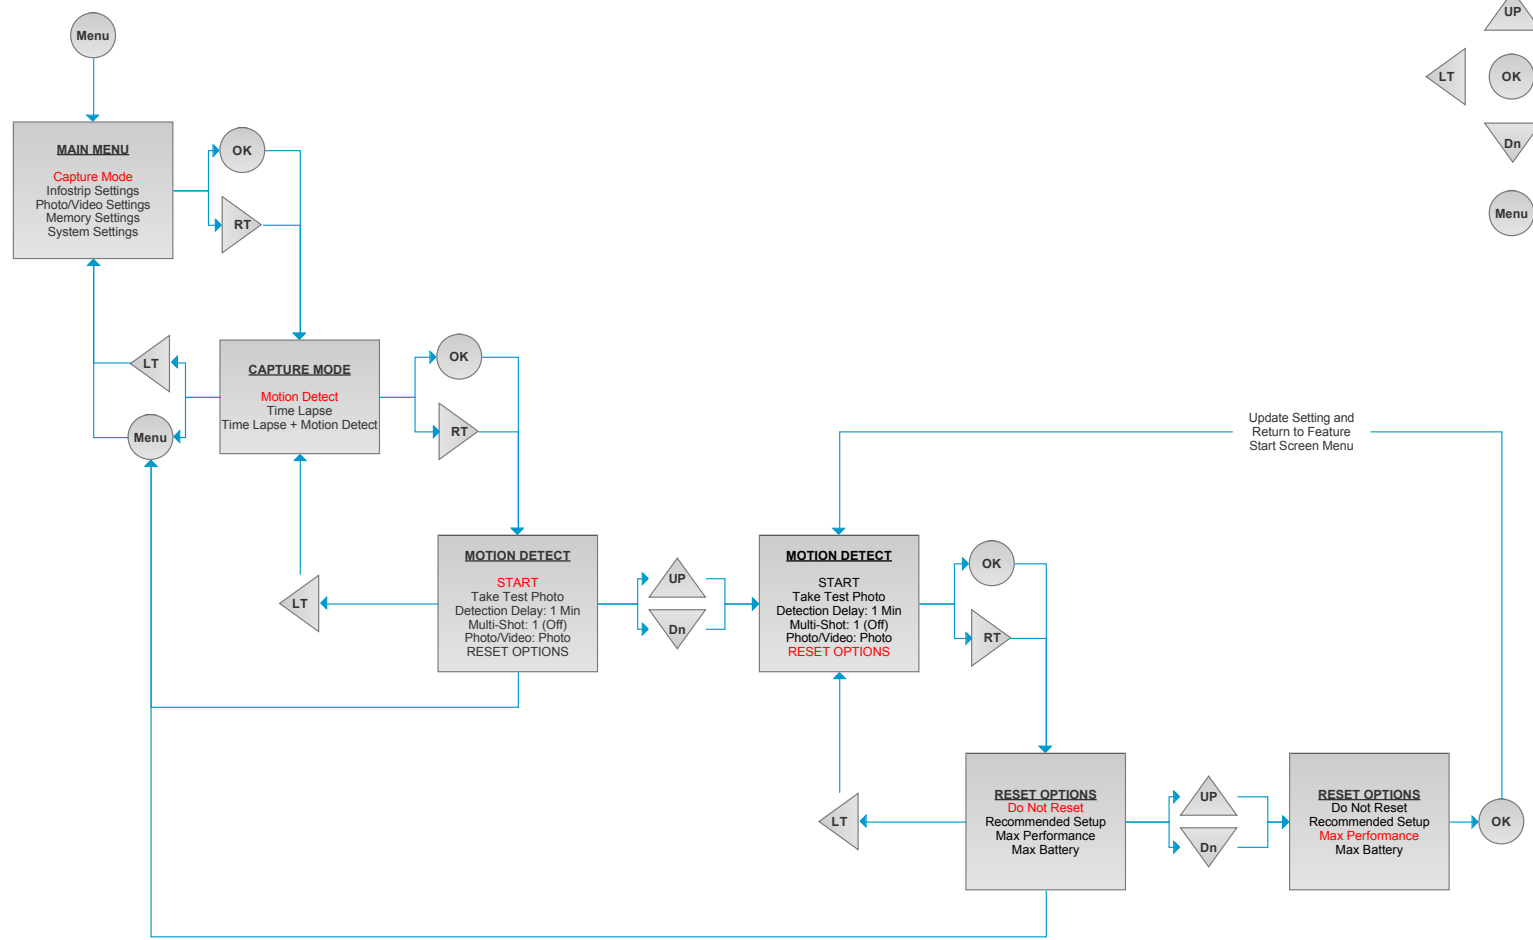 Menu
UP
LT
OK
Dn
Menu
MAIN MENU
Capture Mode
Infostrip Settings
Photo/Video Settings
Memory Settings
System Settings
OK
RT
LT
Menu
CAPTURE MODE
Motion Detect
Time Lapse
Time Lapse + Motion Detect
OK
RT
Update Setting and
Return to Feature
Start Screen Menu
LT
MOTION DETECT
START
Take Test Photo
Detection Delay: 1 Min
Multi-Shot: 1 (Off)
Photo/Video: Photo
RESET OPTIONS
UP
Dn
MOTION DETECT
START
Take Test Photo
Detection Delay: 1 Min
Multi-Shot: 1 (Off)
Photo/Video: Photo
RESET OPTIONS
OK
RT
LT
RESET OPTIONS
Do Not Reset
Recommended Setup
Max Performance
Max Battery
UP
Dn
RESET OPTIONS
Do Not Reset
Recommended Setup
Max Performance
Max Battery
OK